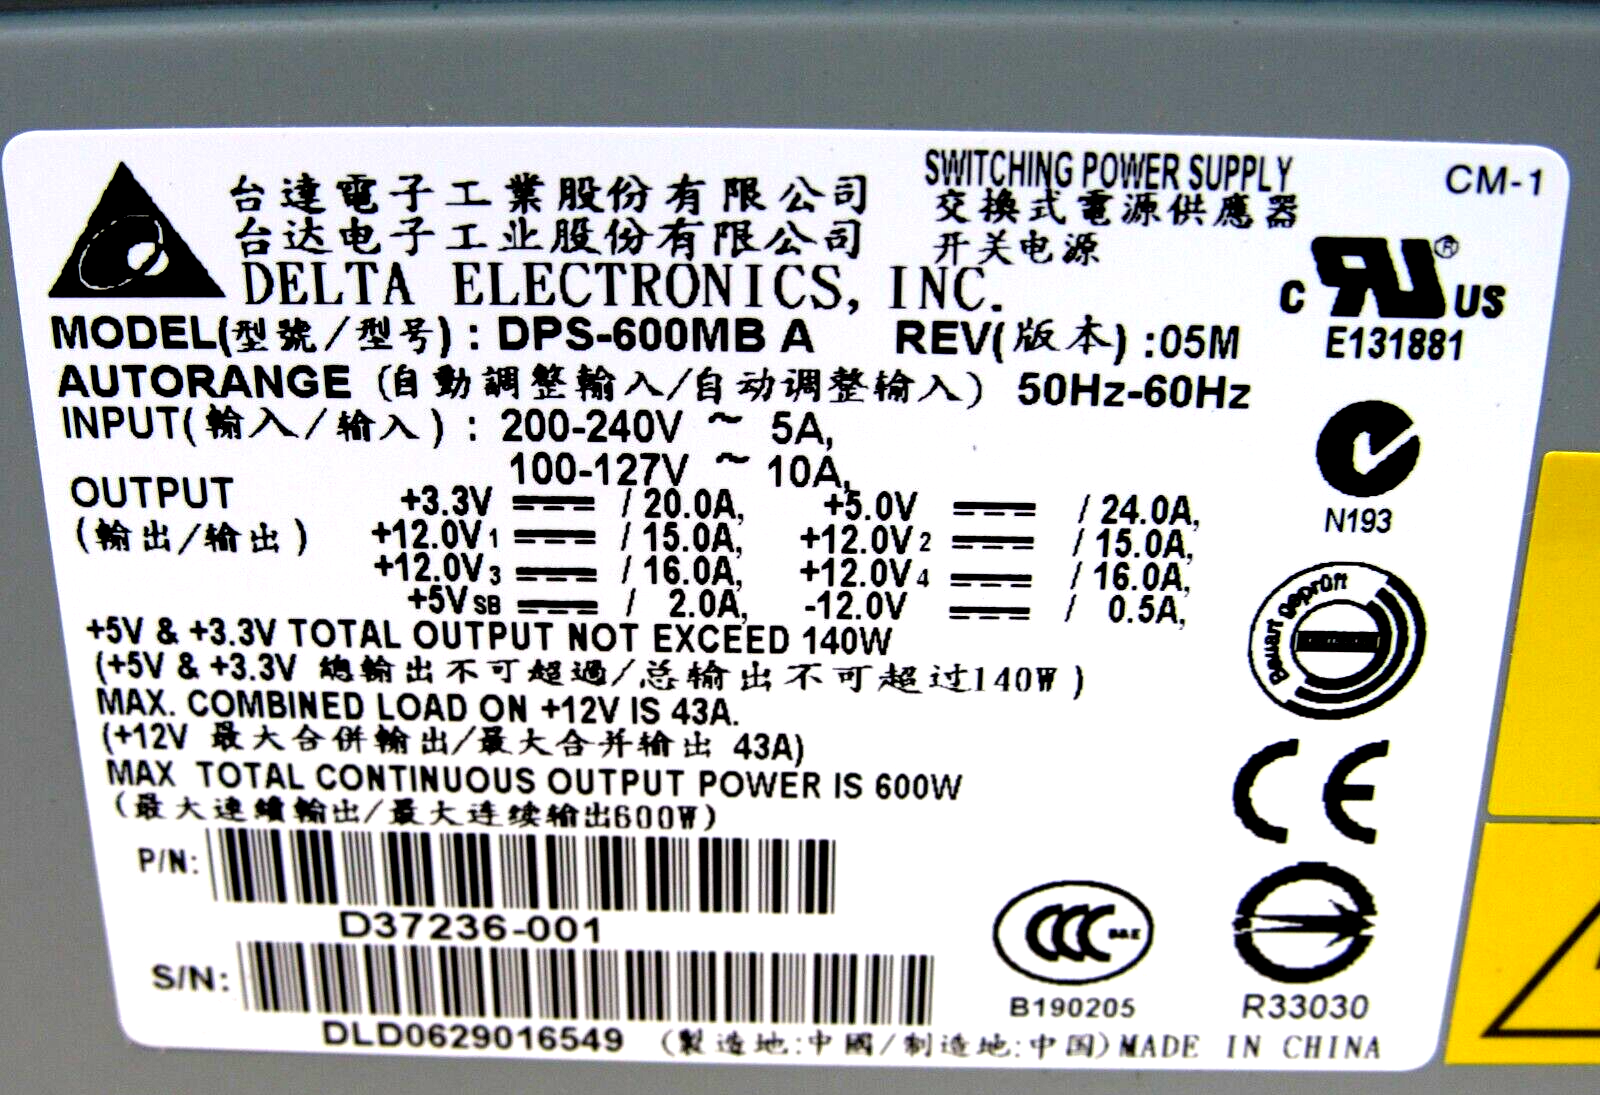 台達電子工業股份有限公司
台达电子工业股份有限公司
DELTA ELECTRONICS, INC.
SWITCHING POWER SUPPLY
交換式電源供應器
开关电源
CM-1
C US ®
E131881
MODEL(型號/型号) : DPS-600MB A REV(版本) :05M
AUTORANGE (自動調整輸入/自动调整输入) 50Hz-60Hz
INPUT(輸入/输入) : 200-240V ~ 5A,
100-127V ~ 10A,
N193
OUTPUT
(輸出/输出)
+3.3V / 20.0A, +5.0V / 24.0A,
+12.0V1 / 15.0A, +12.0V2 / 15.0A,
+12.0V3 / 16.0A, +12.0V4 / 16.0A,
+5VSB / 2.0A, -12.0V / 0.5A,
Bauart geprüft
+5V & +3.3V TOTAL OUTPUT NOT EXCEED 140W
(+5V & +3.3V 總輸出不可超過/总输出不可超过140W)
MAX. COMBINED LOAD ON +12V IS 43A.
(+12V 最大合併輸出/最大合并输出 43A)
MAX TOTAL CONTINUOUS OUTPUT POWER IS 600W
(最大連續輸出/最大连续输出600W)
CE
P/N:
D37236-001
S/N:
DLD0629016549
CCC S&E
B190205
R33030
(製造地:中國/制造地:中国)MADE IN CHINA